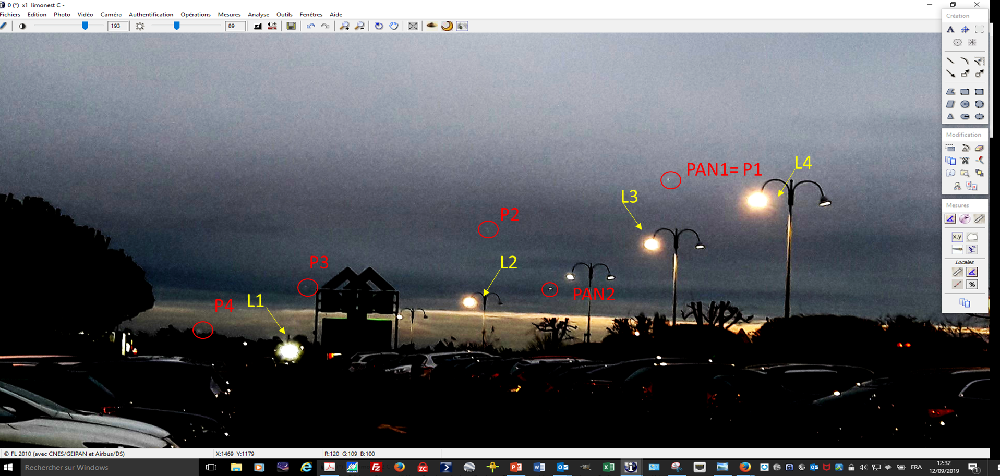 0 (*) x1 limonest C -
Fichiers Edition Photo Vidéo Caméra Authentification Opérations Mesures Analyse Outils Fenêtres Aide
193 89
AUTO
Création
A
Modification
Mesures
x,y
Locales
%
PAN1= P1
L4
L3
P2
P3
L2
PAN2
P4
L1
© FL 2010 (avec CNES/GEIPAN et Airbus/DS) X:1469 Y:1179 R:120 G:109 B:100
Rechercher sur Windows
FRA
12:32
12/09/2019